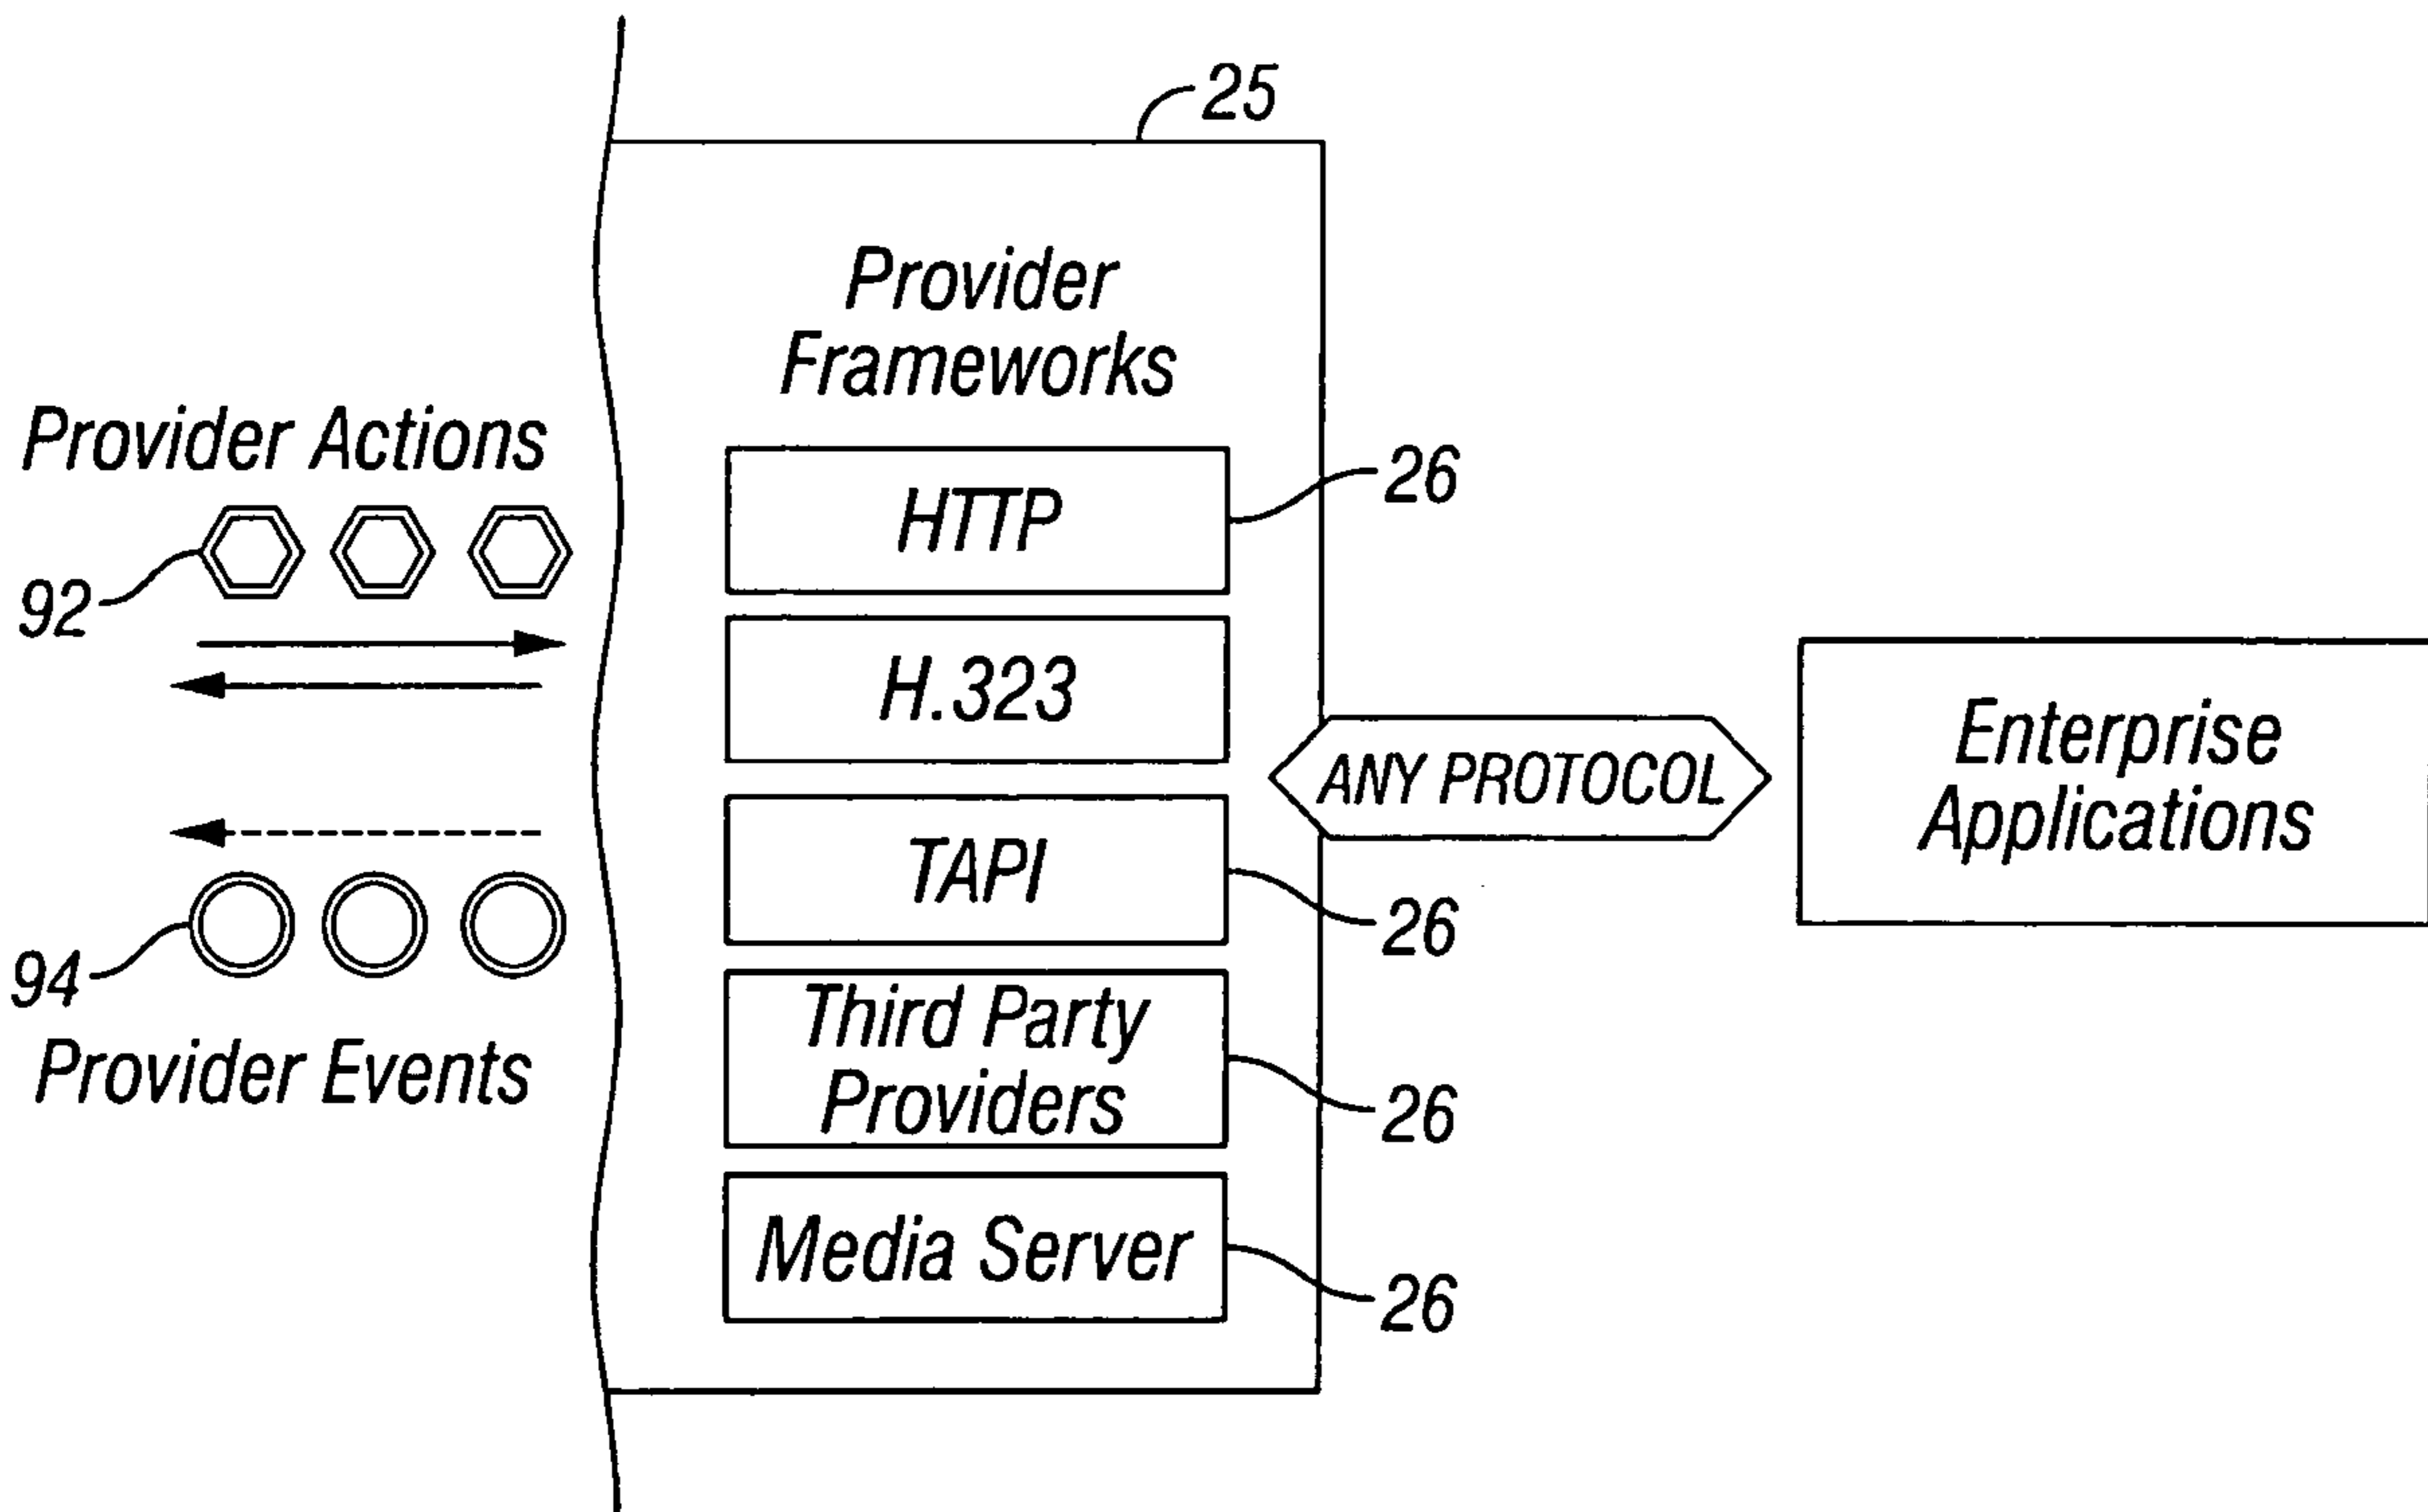 25
Provider
Frameworks
Provider Actions
HTTP
26
92
H.323
ANY PROTOCOL
Enterprise
Applications
TAPI
26
94
Provider Events
Third Party
Providers
26
Media Server
26